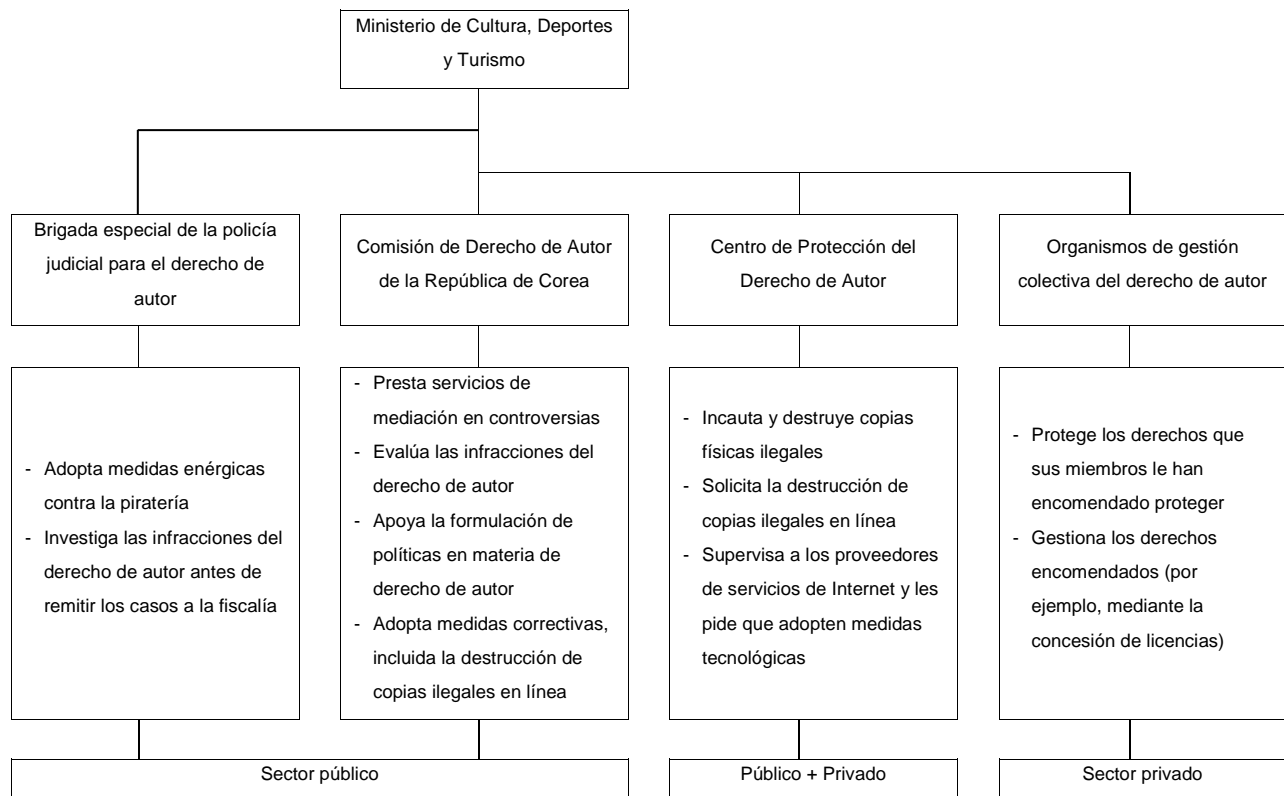 Ministerio de Cultura, Deportes
y Turismo
Brigada especial de la policía
judicial para el derecho de
autor
Comisión de Derecho de Autor
de la República de Corea
Centro de Protección del
Derecho de Autor
Organismos de gestión
colectiva del derecho de autor
- Adopta medidas enérgicas
contra la piratería
- Investiga las infracciones del
derecho de autor antes de
remitir los casos a la fiscalía
- Presta servicios de
mediación en controversias
- Evalúa las infracciones del
derecho de autor
- Apoya la formulación de
políticas en materia de
derecho de autor
- Adopta medidas correctivas,
incluida la destrucción de
copias ilegales en línea
- Incauta y destruye copias
físicas ilegales
- Solicita la destrucción de
copias ilegales en línea
- Supervisa a los proveedores
de servicios de Internet y les
pide que adopten medidas
tecnológicas
- Protege los derechos que
sus miembros le han
encomendado proteger
- Gestiona los derechos
encomendados (por
ejemplo, mediante la
concesión de licencias)
Sector público
Público + Privado
Sector privado